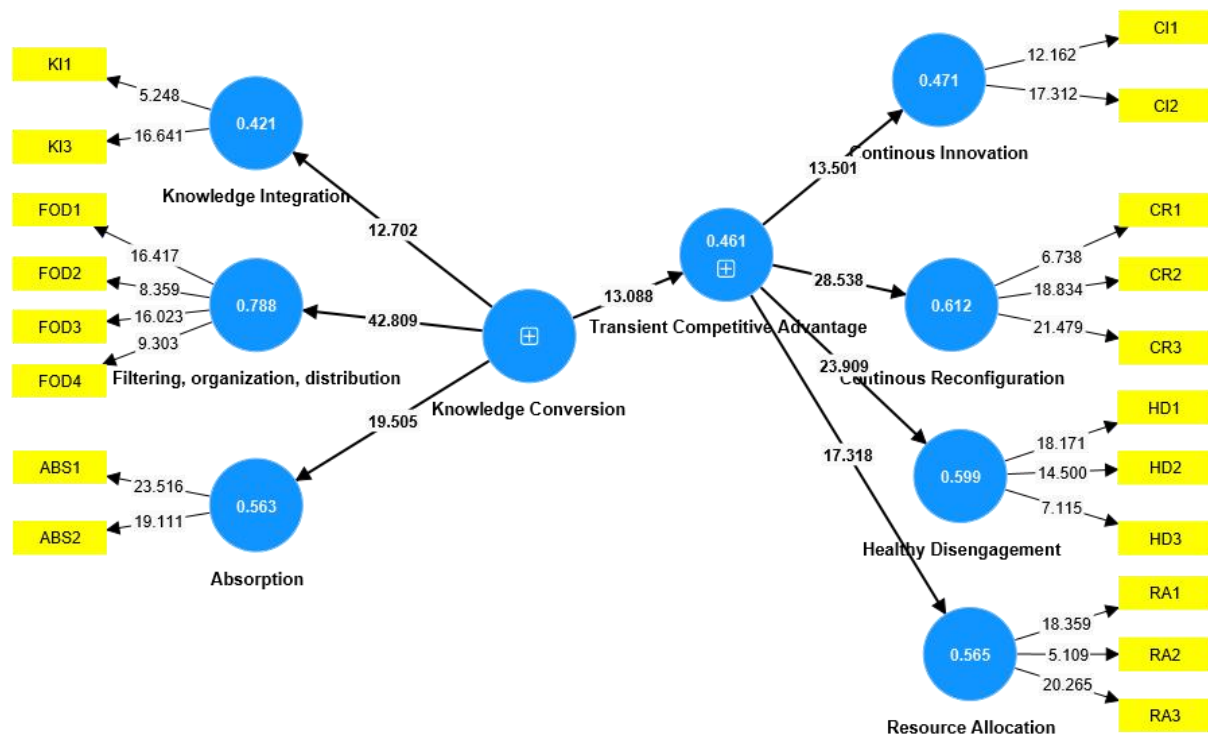 KI1
5.248
KI3
16.641
0.421
Knowledge Integration
12.702
FOD1
16.417
FOD2
8.359
FOD3
16.023
FOD4
9.303
0.788
Filtering, organization, distribution
42.809
ABS1
23.516
ABS2
19.111
0.563
Absorption
19.505
Knowledge Conversion
13.088
0.461
Transient Competitive Advantage
13.501
0.471
Continous Innovation
CI1
12.162
CI2
17.312
28.538
0.612
Continous Reconfiguration
CR1
6.738
CR2
18.834
CR3
21.479
23.909
0.599
Healthy Disengagement
HD1
18.171
HD2
14.500
HD3
7.115
17.318
0.565
Resource Allocation
RA1
18.359
RA2
5.109
RA3
20.265